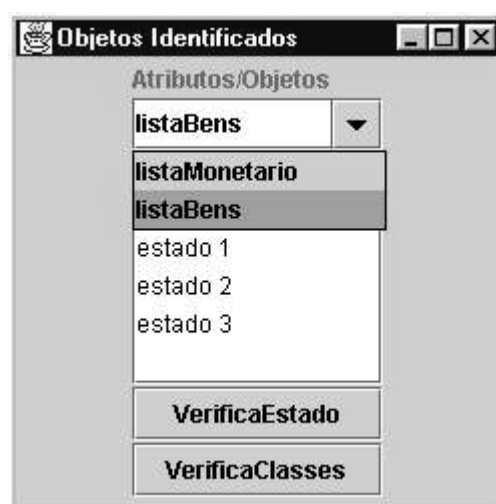 Objetos Identificados
Atributos/Objetos
listaBens
listaMonetario
listaBens
estado 1
estado 2
estado 3
VerificaEstado
VerificaClasses